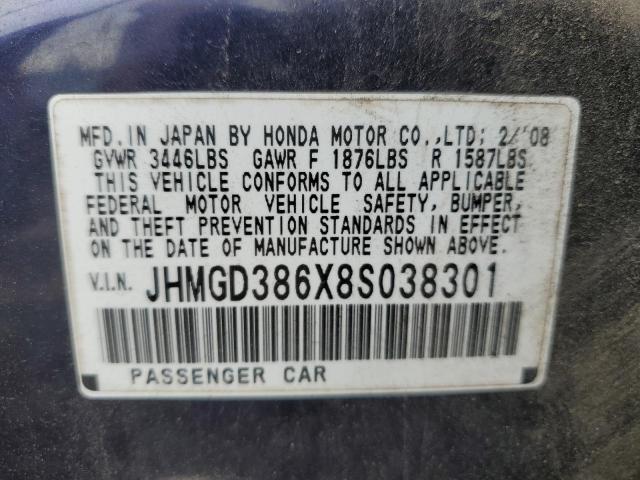 MFD. IN JAPAN BY HONDA MOTOR CO., LTD; 2/'08
GVWR 3446LBS GAWR F 1876LBS R 1587LBS
THIS VEHICLE CONFORMS TO ALL APPLICABLE
FEDERAL MOTOR VEHICLE SAFETY, BUMPER,
AND THEFT PREVENTION STANDARDS IN EFFECT
ON THE DATE OF MANUFACTURE SHOWN ABOVE.
V.I.N. JHMGD386X8S038301
PASSENGER CAR